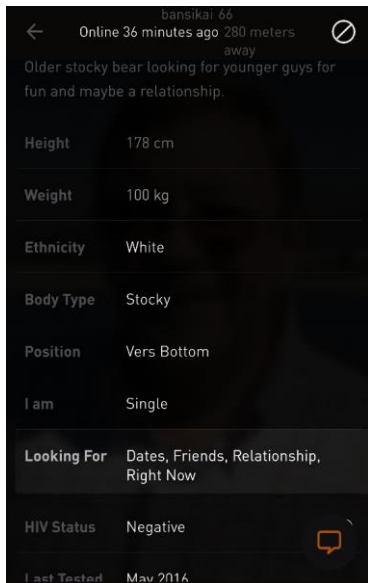 bansikai 66
Online 36 minutes ago 280 meters
away
Older stocky bear looking for younger guys for
fun and maybe a relationship.
Height 178 cm
Weight 100 kg
Ethnicity White
Body Type Stocky
Position Vers Bottom
I am Single
Looking For Dates, Friends, Relationship,
Right Now
HIV Status Negative
Last Tested May 2016